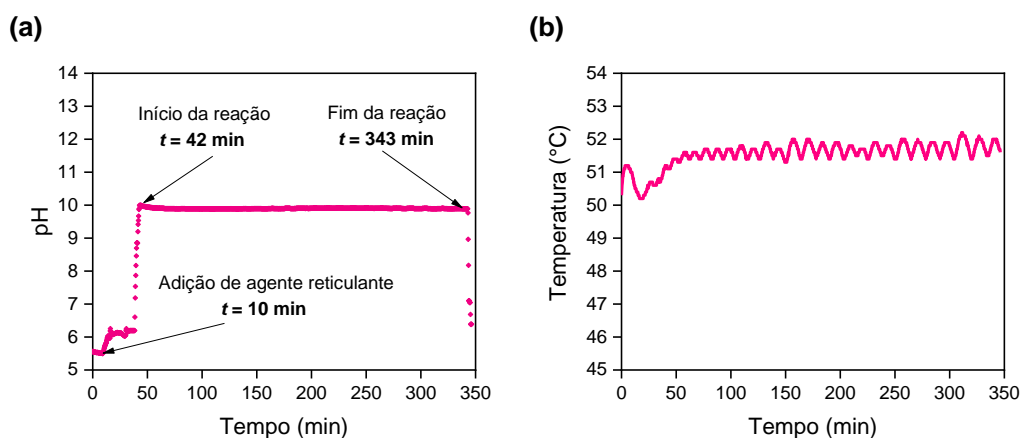 (a)
14
13
12
11
10
9
8
7
6
5
pH
Início da reação
t = 42 min
Fim da reação
t = 343 min
Adição de agente reticulante
t = 10 min
0 50 100 150 200 250 300 350
Tempo (min)
(b)
54
53
52
51
50
49
48
47
46
45
Temperatura (°C)
0 50 100 150 200 250 300 350
Tempo (min)